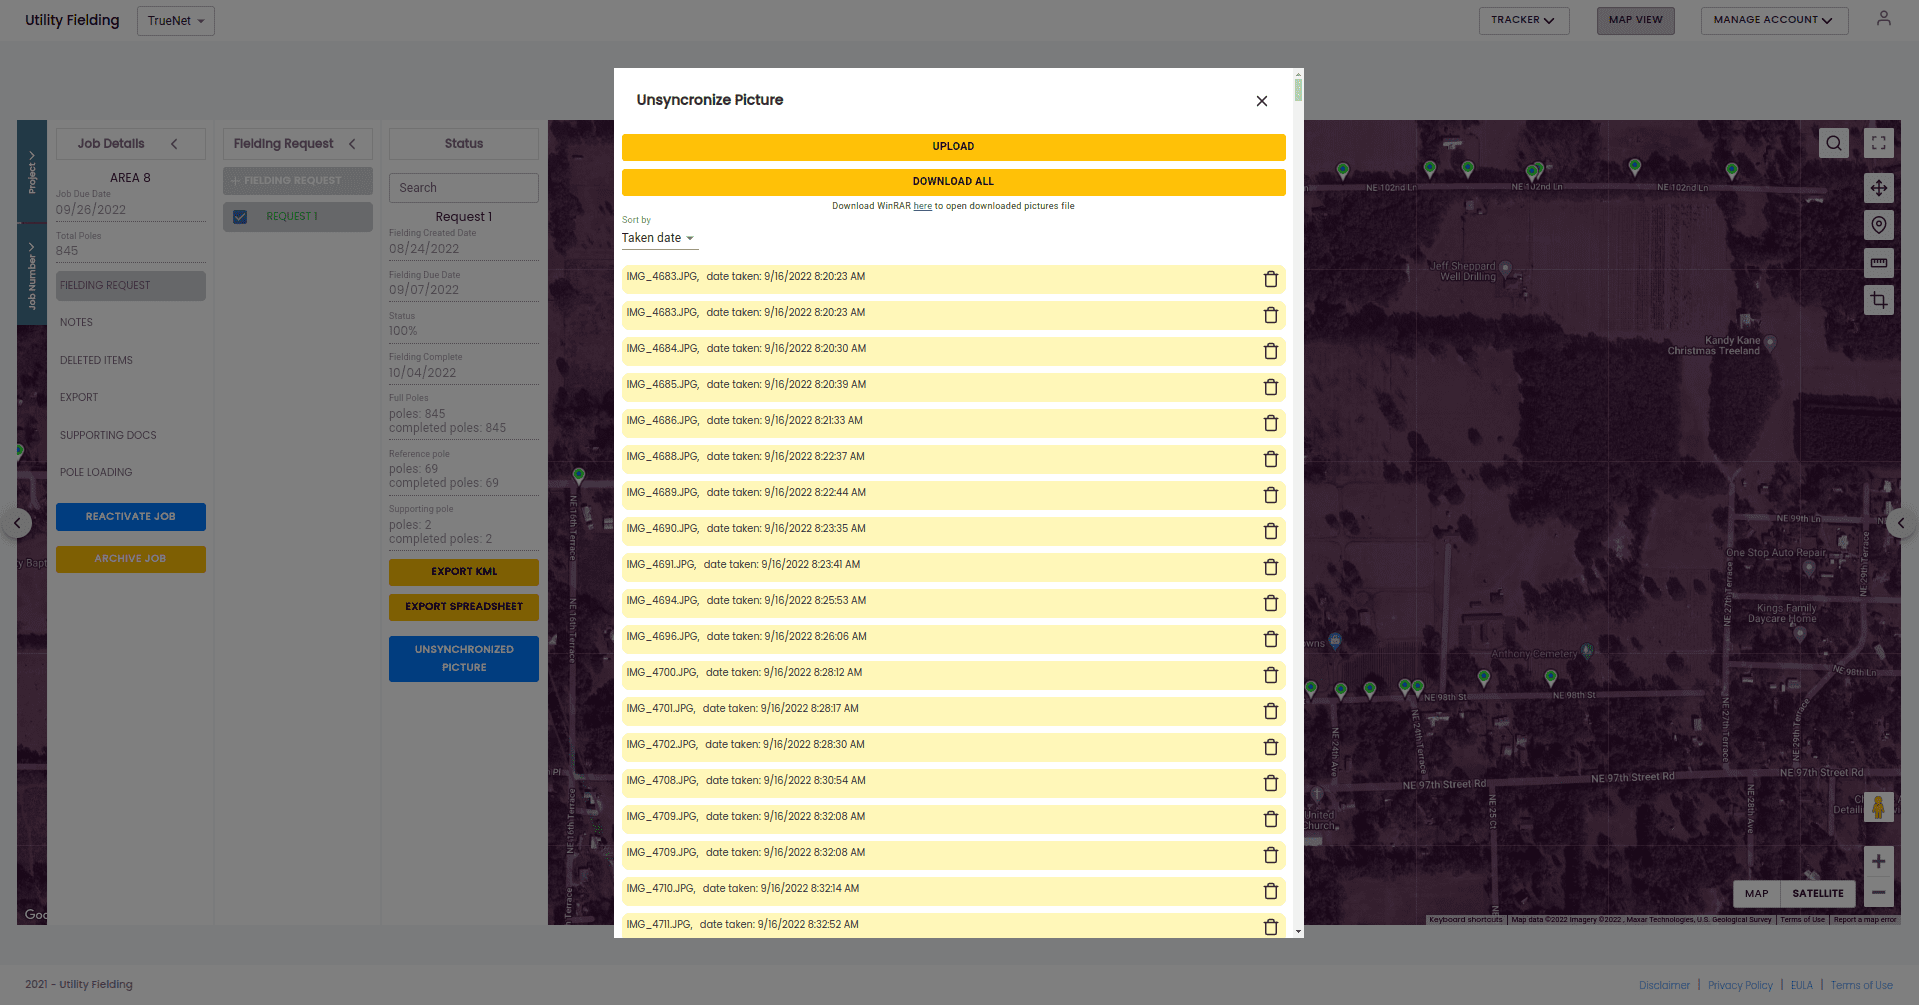 Utility Fielding
TrueNet
TRACKER
MAP VIEW
MANAGE ACCOUNT
Project
Job Number
Job Details
AREA 8
Job Due Date
09/26/2022
Total Poles
845
FIELDING REQUEST
NOTES
DELETED ITEMS
EXPORT
SUPPORTING DOCS
POLE LOADING
REACTIVATE JOB
ARCHIVE JOB
Fielding Request
+ FIELDING REQUEST
REQUEST 1
Status
Search
Request 1
Fielding Created Date
08/24/2022
Fielding Due Date
09/07/2022
Status
100%
Fielding Complete
10/04/2022
Full Poles
poles: 845
completed poles: 845
Reference pole
poles: 69
completed poles: 69
Supporting pole
poles: 2
completed poles: 2
EXPORT KML
EXPORT SPREADSHEET
UNSYNCHRONIZED
PICTURE
Unsyncronize Picture
UPLOAD
DOWNLOAD ALL
Download WinRAR here to open downloaded pictures file
Sort by
Taken date
IMG_4683.JPG, date taken: 9/16/2022 8:20:23 AM
IMG_4683.JPG, date taken: 9/16/2022 8:20:23 AM
IMG_4684.JPG, date taken: 9/16/2022 8:20:30 AM
IMG_4685.JPG, date taken: 9/16/2022 8:20:39 AM
IMG_4686.JPG, date taken: 9/16/2022 8:21:33 AM
IMG_4688.JPG, date taken: 9/16/2022 8:22:37 AM
IMG_4689.JPG, date taken: 9/16/2022 8:22:44 AM
IMG_4690.JPG, date taken: 9/16/2022 8:23:35 AM
IMG_4691.JPG, date taken: 9/16/2022 8:23:41 AM
IMG_4694.JPG, date taken: 9/16/2022 8:25:53 AM
IMG_4696.JPG, date taken: 9/16/2022 8:26:06 AM
IMG_4700.JPG, date taken: 9/16/2022 8:28:12 AM
IMG_4701.JPG, date taken: 9/16/2022 8:28:17 AM
IMG_4702.JPG, date taken: 9/16/2022 8:28:30 AM
IMG_4708.JPG, date taken: 9/16/2022 8:30:54 AM
IMG_4709.JPG, date taken: 9/16/2022 8:32:08 AM
IMG_4709.JPG, date taken: 9/16/2022 8:32:08 AM
IMG_4710.JPG, date taken: 9/16/2022 8:32:14 AM
IMG_4711.JPG, date taken: 9/16/2022 8:32:52 AM
NE 102nd Ln
NE 102nd Ln
NE 102nd Ln
Jeff Sheppard
Well Drilling
Kandy Kane
Christmas Treeland
NE 99th Ln
One Stop Auto Repair
NE 29th Terrace
NE 27th Terrace
Kings Family
Daycare Home
Anthony Cemetery
NE 98th Ln
NE 98th St
NE 98th St
NE 16th Terrace
NE 16th Terrace
NE 16th Terrace
NE 24th Ave
NE 24th Terrace
NE 27th Terrace
NE 29th Terrace
NE 97th Street Rd
NE 97th Street Rd
NE 97th Street Rd
NE 25 Ct
NE 28th Ave
United
Church
MAP
SATELLITE
Keyboard shortcuts
Map data ©2022 Imagery ©2022, Maxar Technologies, U.S. Geological Survey
Terms of Use
Report a map error
2021 - Utility Fielding
Disclaimer | Privacy Policy | EULA | Terms of Use